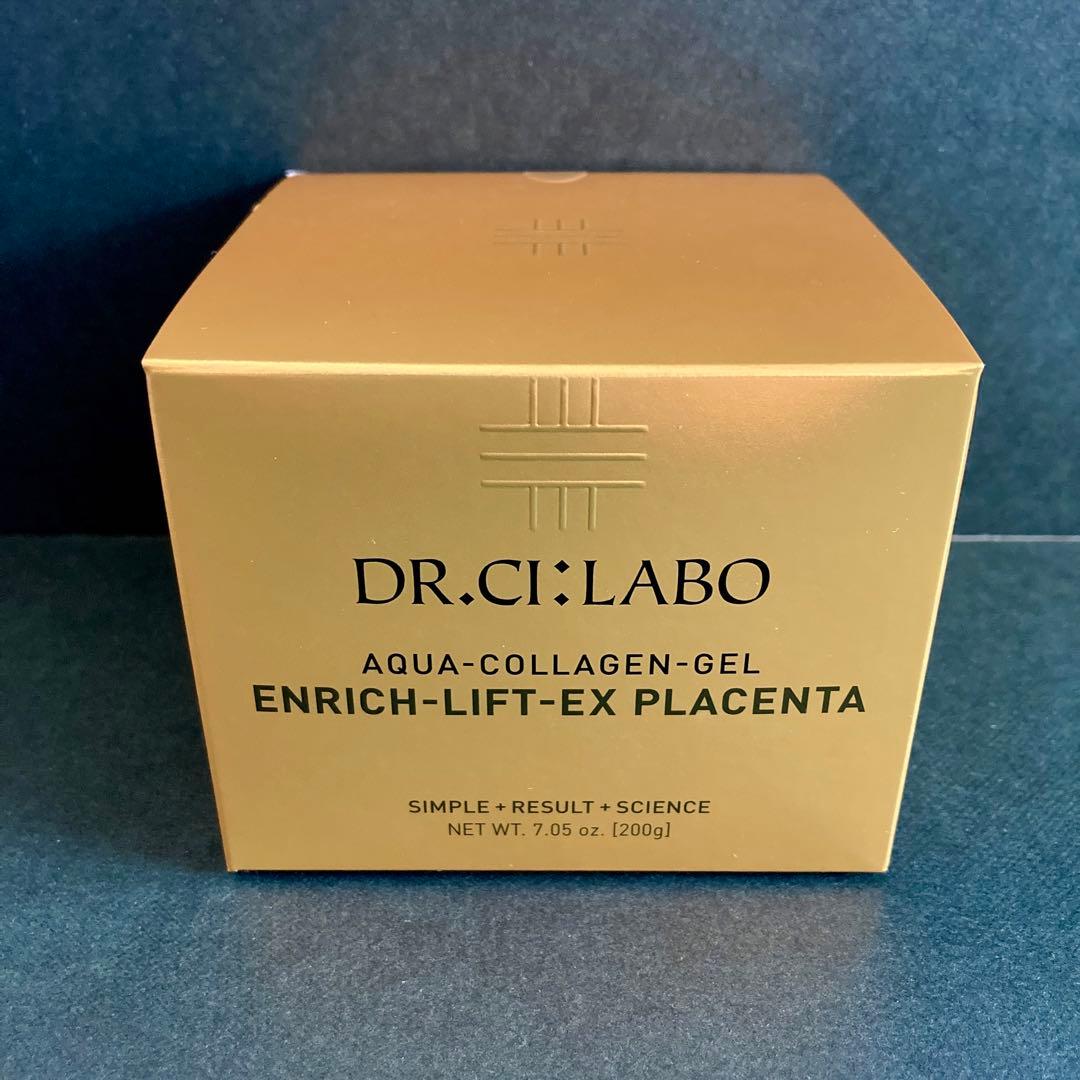 DR.CI:LABO
AQUA-COLLAGEN-GEL
ENRICH-LIFT-EX PLACENTA
SIMPLE + RESULT + SCIENCE
NET WT. 7.05 oz. [200g]